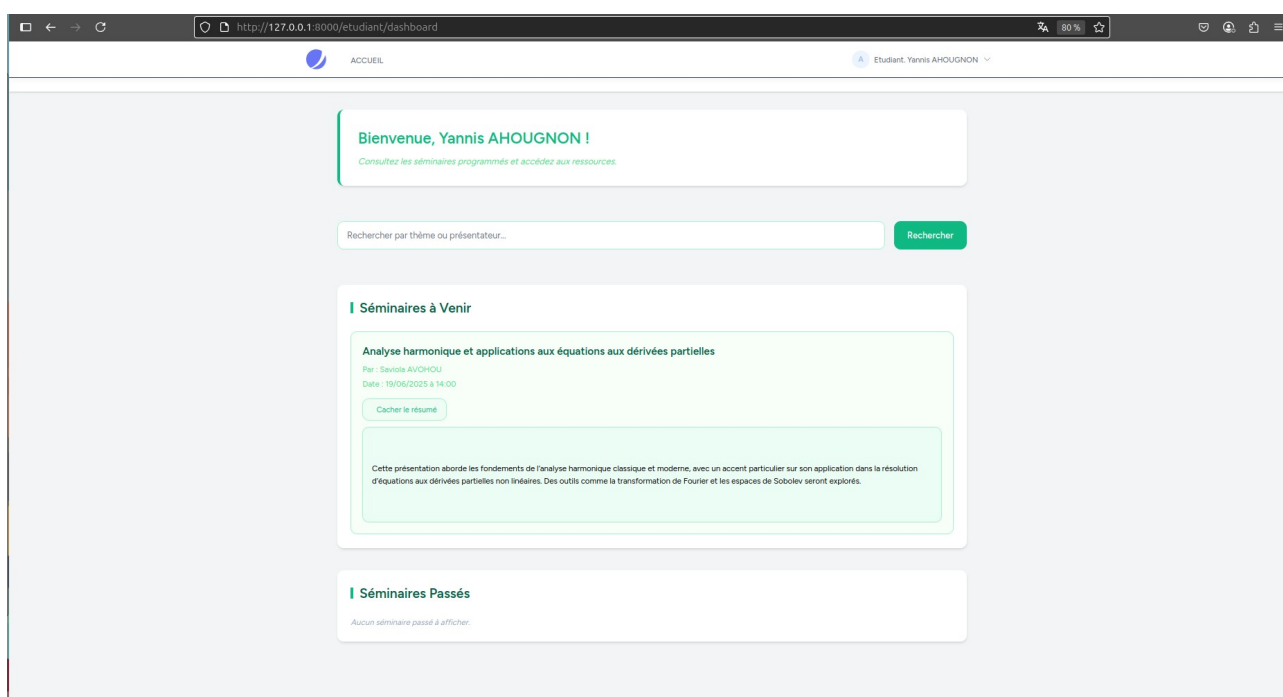 http://127.0.0.1:8000/etudiant/dashboard
80 %
ACCUEIL
A Etudiant. Yannis AHOUGNON
Bienvenue, Yannis AHOUGNON !
Consultez les séminaires programmés et accédez aux ressources.
Rechercher par thème ou présentateur...
Rechercher
Séminaires à Venir
Analyse harmonique et applications aux équations aux dérivées partielles
Par : Saviola AVOHOU
Date : 19/06/2025 à 14:00
Cacher le résumé
Cette présentation aborde les fondements de l'analyse harmonique classique et moderne, avec un accent particulier sur son application dans la résolution
d'équations aux dérivées partielles non linéaires. Des outils comme la transformation de Fourier et les espaces de Sobolev seront explorés.
Séminaires Passés
Aucun séminaire passé à afficher.